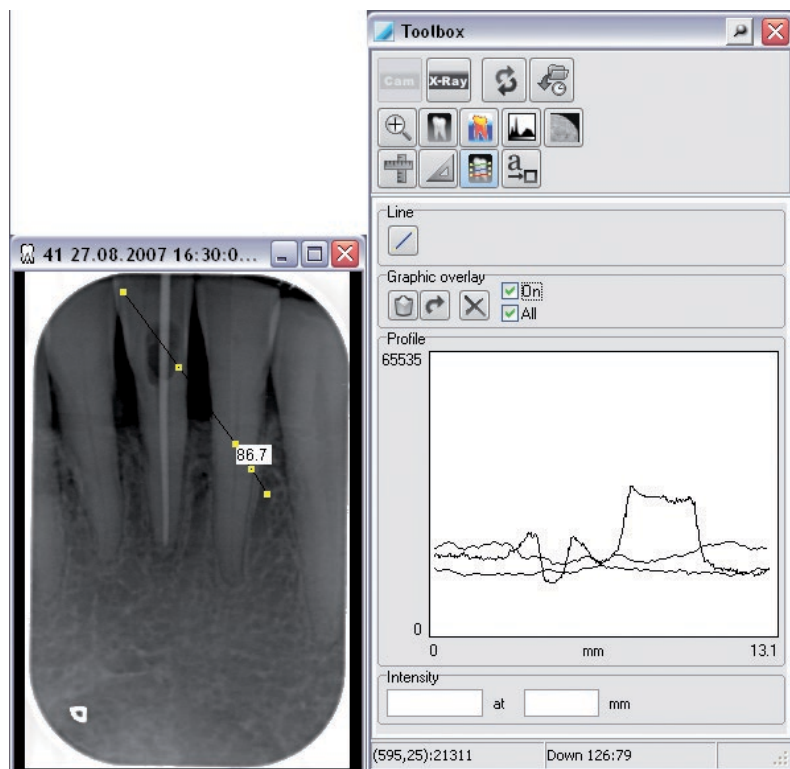 Toolbox
Cam
X-Ray
a
Line
41 27.08.2007 16:30:0...
Graphic overlay
On
All
Profile
65535
86.7
0
0 mm 13.1
Intensity
at mm
(595,25):21311 Down 126:79